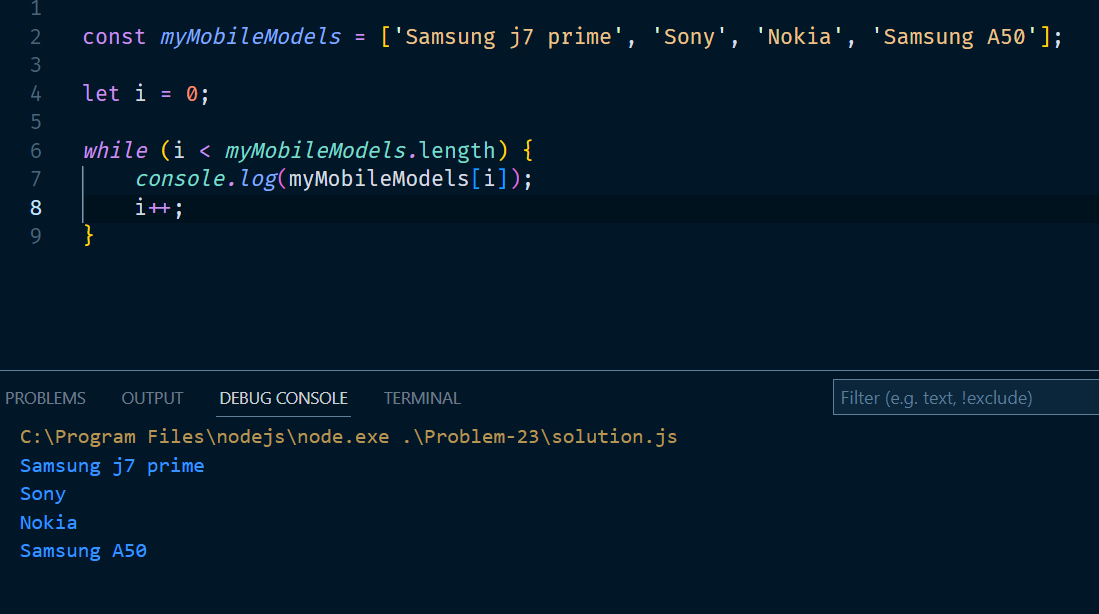 1
2 const myMobileModels = ['Samsung j7 prime', 'Sony', 'Nokia', 'Samsung A50'];
3
4 let i = 0;
5
6 while (i < myMobileModels.length) {
7 console.log(myMobileModels[i]);
8 i++;
9 }
PROBLEMS OUTPUT DEBUG CONSOLE TERMINAL Filter (e.g. text, !exclude)
C:\Program Files\nodejs\node.exe .\Problem-23\solution.js
Samsung j7 prime
Sony
Nokia
Samsung A50